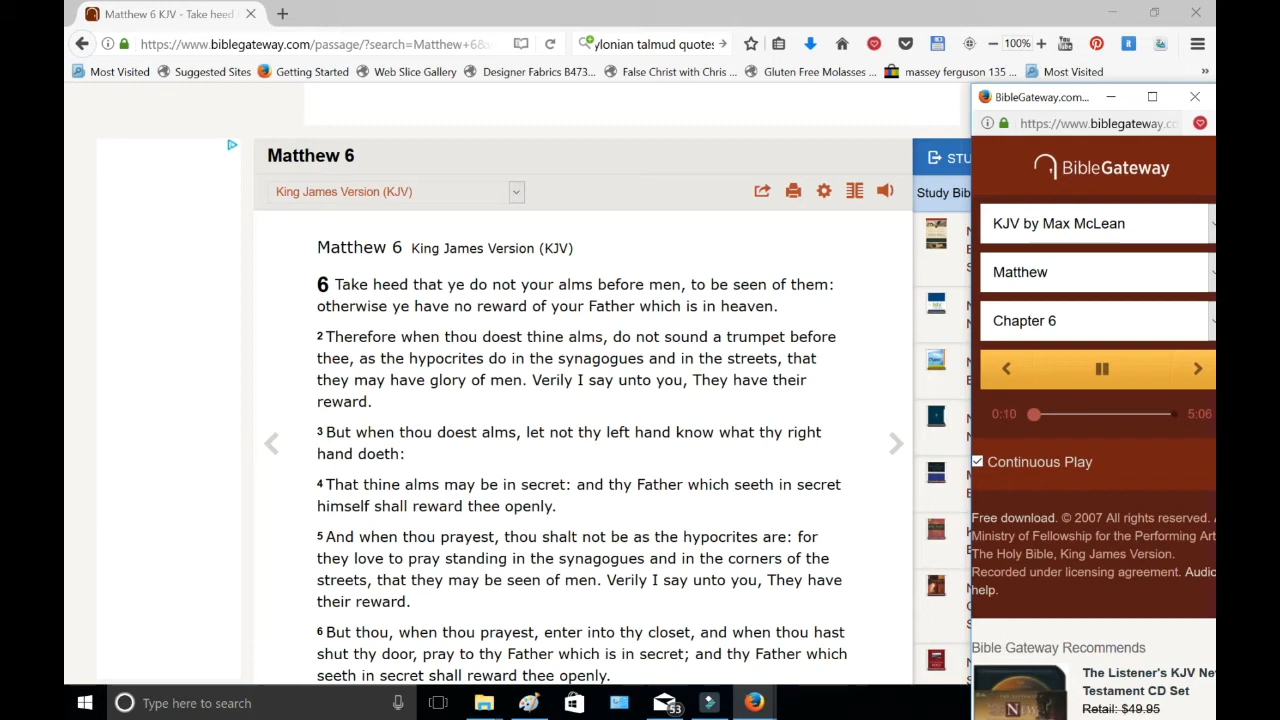 Matthew 6 KJV - Take heed
https://www.biblegateway.com/passage/?search=Matthew+6&
ylonian talmud quotes
100%
You Tube
Most Visited
Suggested Sites
Getting Started
Web Slice Gallery
Designer Fabrics B473...
False Christ with Chris ...
Gluten Free Molasses ...
massey ferguson 135 ...
Most Visited
Matthew 6
King James Version (KJV)
Matthew 6 King James Version (KJV)
6 Take heed that ye do not your alms before men, to be seen of them:
otherwise ye have no reward of your Father which is in heaven.
2 Therefore when thou doest thine alms, do not sound a trumpet before
thee, as the hypocrites do in the synagogues and in the streets, that
they may have glory of men. Verily I say unto you, They have their
reward.
3 But when thou doest alms, let not thy left hand know what thy right
hand doeth:
4 That thine alms may be in secret: and thy Father which seeth in secret
himself shall reward thee openly.
5 And when thou prayest, thou shalt not be as the hypocrites are: for
they love to pray standing in the synagogues and in the corners of the
streets, that they may be seen of men. Verily I say unto you, They have
their reward.
6 But thou, when thou prayest, enter into thy closet, and when thou hast
shut thy door, pray to thy Father which is in secret; and thy Father which
seeth in secret shall reward thee openly.
STU
Study Bib
BibleGateway.com...
https://www.biblegateway.c
BibleGateway
KJV by Max McLean
Matthew
Chapter 6
0:10
5:06
Continuous Play
Free download. © 2007 All rights reserved.
Ministry of Fellowship for the Performing Art
The Holy Bible, King James Version.
Recorded under licensing agreement. Audio
help.
Bible Gateway Recommends
The Listener's KJV Ne
Testament CD Set
Retail: $49.95
Type here to search
53